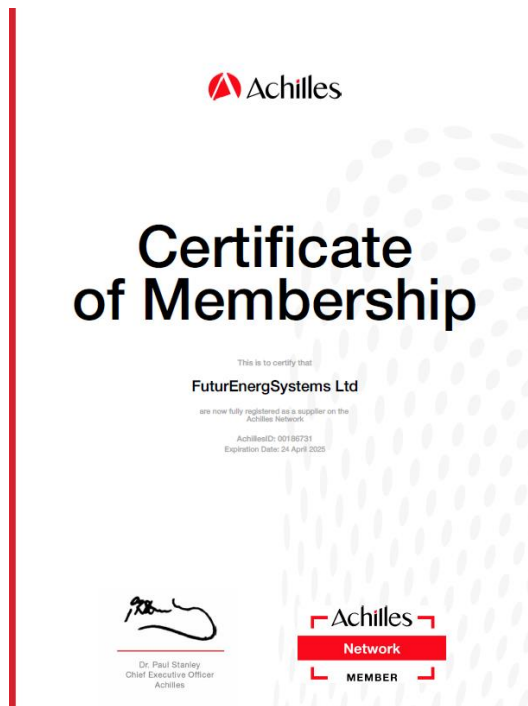 Achilles
Certificate
of Membership
This is to certify that
FuturEnergSystems Ltd
are now fully registered as a supplier on the
Achilles Network
AchillesID: 00186731
Expiration Date: 24 April 2025
Dr. Paul Stanley
Chief Executive Officer
Achilles
Achilles
Network
MEMBER